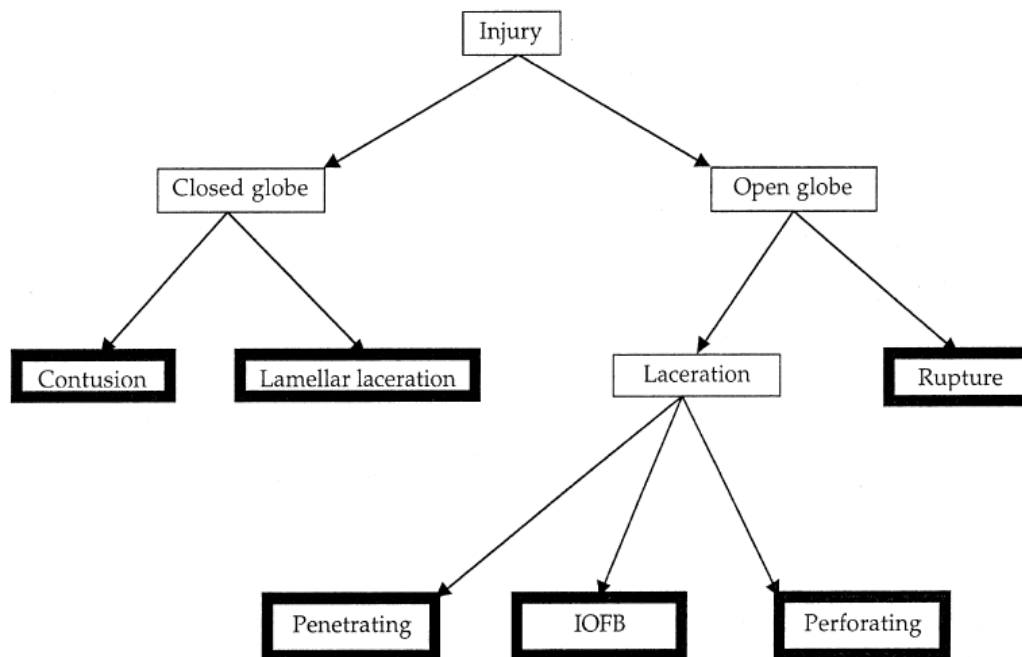 Injury
Closed globe
Open globe
Contusion
Lamellar laceration
Laceration
Rupture
Penetrating
IOFB
Perforating